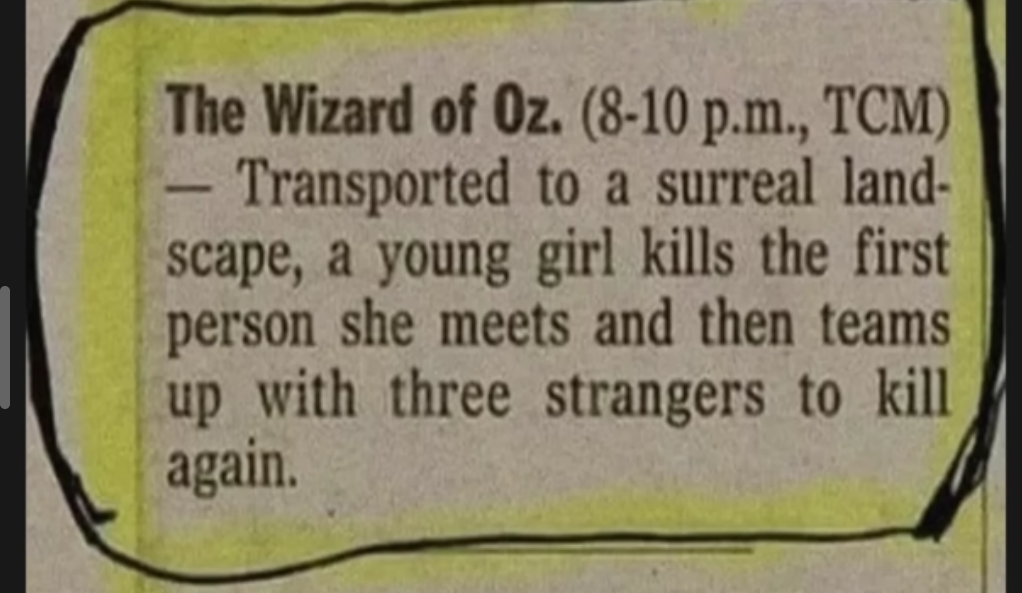 The Wizard of Oz. (8-10 p.m., TCM)
— Transported to a surreal land-
scape, a young girl kills the first
person she meets and then teams
up with three strangers to kill
again.